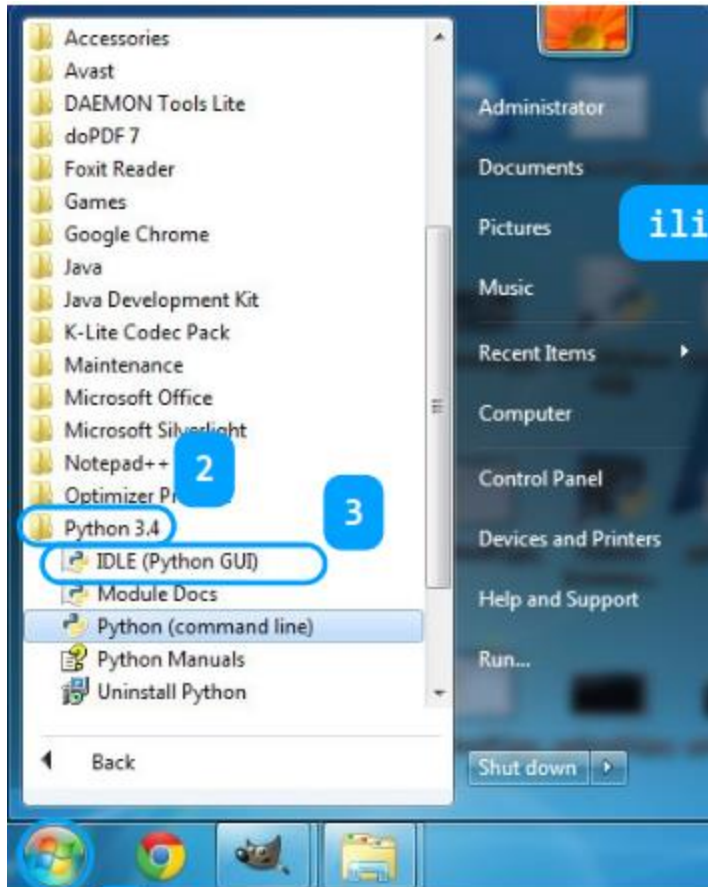 Accessories
Avast
DAEMON Tools Lite
doPDF 7
Foxit Reader
Games
Google Chrome
Java
Java Development Kit
K-Lite Codec Pack
Maintenance
Microsoft Office
Microsoft Silverlight
Notepad++
2
Optimizer
3
Python 3.4
IDLE (Python GUI)
Module Docs
Python (command line)
Python Manuals
Uninstall Python
Back
Administrator
Documents
Pictures
ili
Music
Recent Items
Computer
Control Panel
Devices and Printers
Help and Support
Run...
Shut down